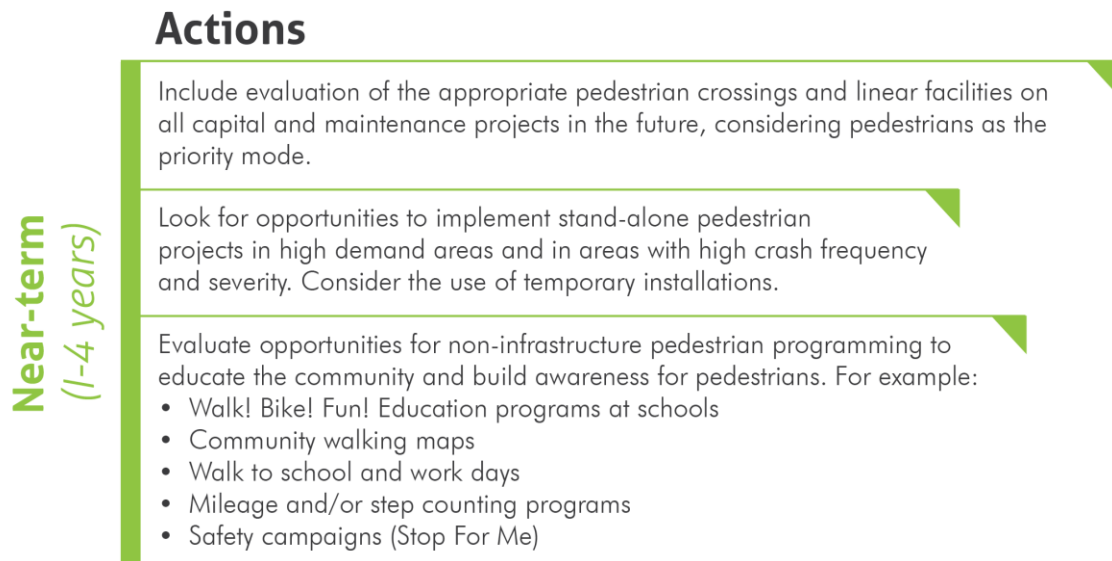 Actions
Near-term
(1-4 years)
Include evaluation of the appropriate pedestrian crossings and linear facilities on
all capital and maintenance projects in the future, considering pedestrians as the
priority mode.
Look for opportunities to implement stand-alone pedestrian
projects in high demand areas and in areas with high crash frequency
and severity. Consider the use of temporary installations.
Evaluate opportunities for non-infrastructure pedestrian programming to
educate the community and build awareness for pedestrians. For example:
• Walk! Bike! Fun! Education programs at schools
• Community walking maps
• Walk to school and work days
• Mileage and/or step counting programs
• Safety campaigns (Stop For Me)